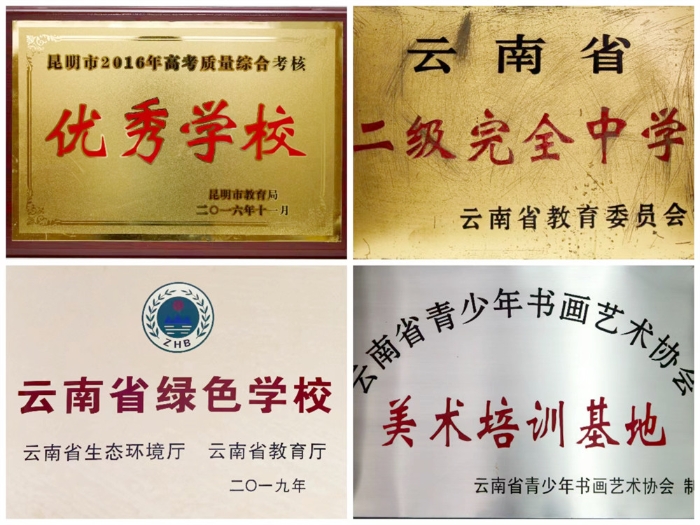 昆明市2016年高考质量综合考核
优秀学校
昆明市教育局
二〇一六年十一月
云南省
二级完全中学
云南省教育委员会
ZHB
云南省绿色学校
云南省生态环境厅 云南省教育厅
二〇一九年
云南省青少年书画艺术协会
美术培训基地
云南省青少年书画艺术协会 制